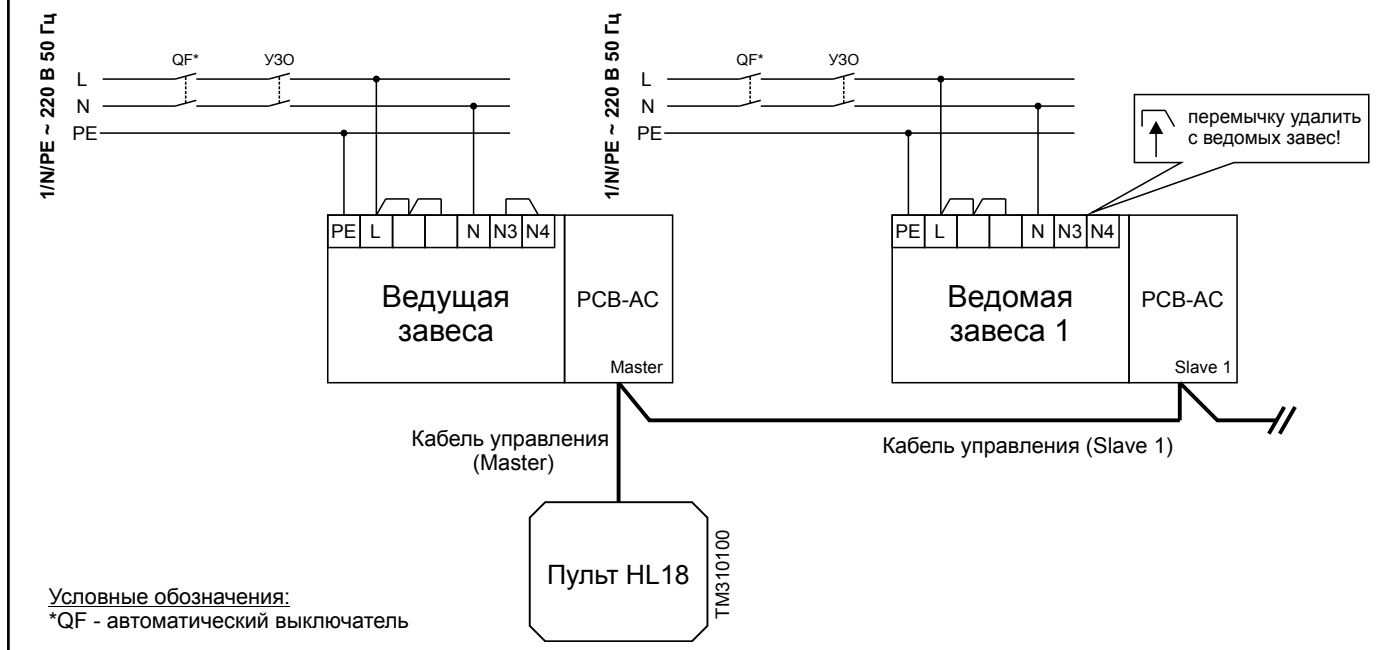 1/N/PE ~ 220 В 50 Гц
QF*
УЗО
L
N
PE
PE L N N3 N4
Ведущая
завеса
PCB-AC
Master
1/N/PE ~ 220 В 50 Гц
QF*
УЗО
L
N
PE
перемычку удалить
с ведомых завес!
PE L N N3 N4
Ведомая
завеса 1
PCB-AC
Slave 1
Кабель управления
(Master)
Кабель управления (Slave 1)
Пульт HL18
TM310100
Условные обозначения:
*QF - автоматический выключатель